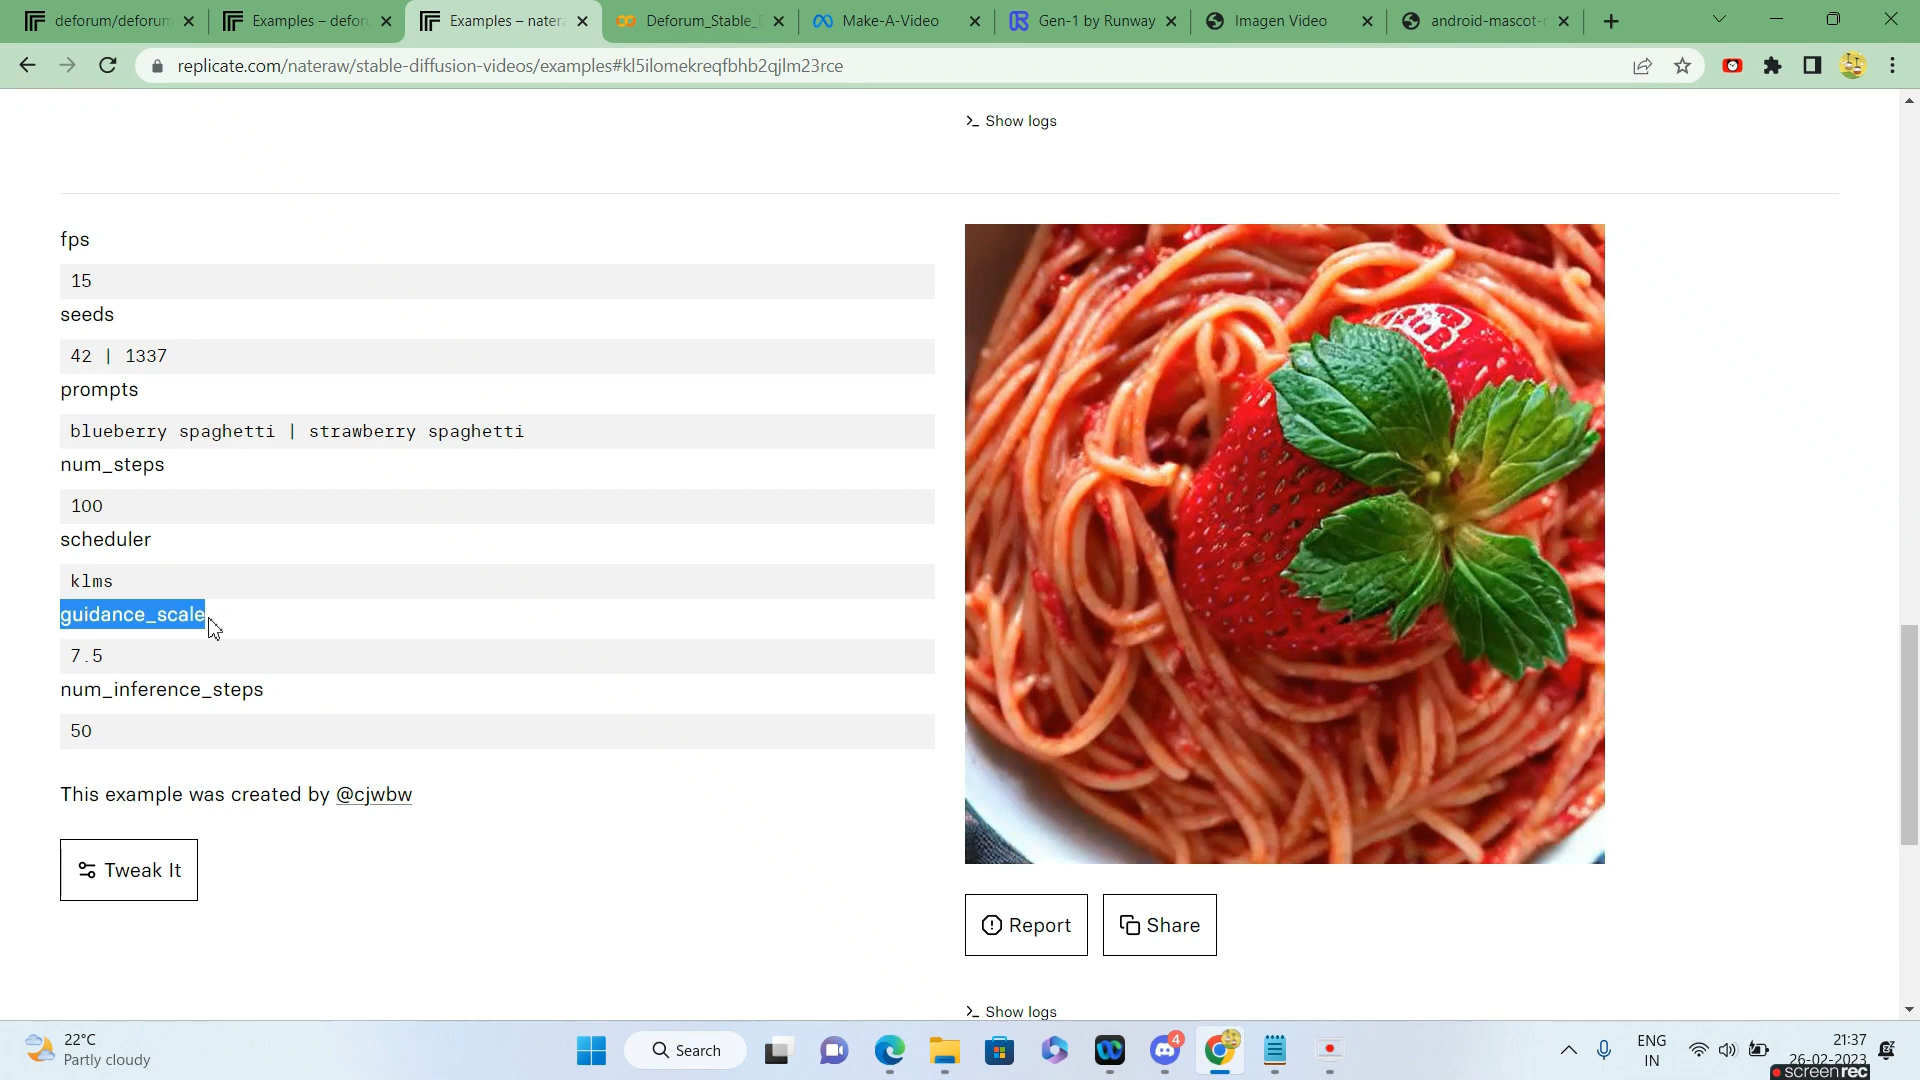 deforum/deforum
Examples – defor
Examples – nater
Deforum_Stable_
Make-A-Video
Gen-1 by Runway
Imagen Video
android-mascot-
replicate.com/nateraw/stable-diffusion-videos/examples#kl5ilomekreqfbhb2qjlm23rce
>_ Show logs
fps
15
seeds
42 | 1337
prompts
blueberry spaghetti | strawberry spaghetti
num_steps
100
scheduler
klms
guidance_scale
7.5
num_inference_steps
50
This example was created by @cjwbw
Tweak It
Report
Share
>_ Show logs
22°C
Partly cloudy
Search
4
ENG
IN
21:37
26-02-2023
screenrec